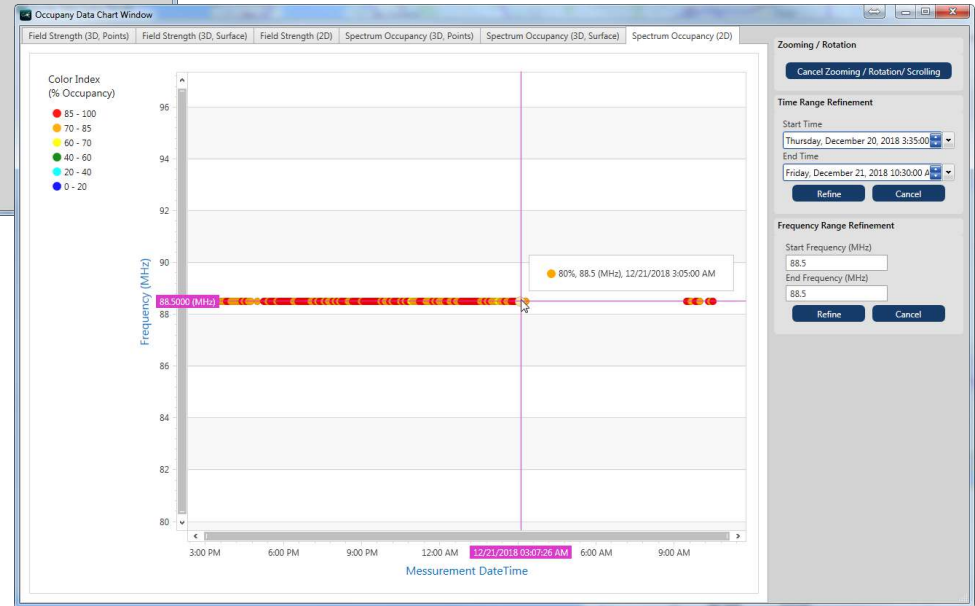 Occupany Data Chart Window
Field Strength (3D, Points) Field Strength (3D, Surface) Field Strength (2D) Spectrum Occupancy (3D, Points) Spectrum Occupancy (3D, Surface) Spectrum Occupancy (2D)
Color Index
(% Occupancy)
85 - 100
70 - 85
60 - 70
40 - 60
20 - 40
0 - 20
Frequency (MHz)
96
94
92
90
88.5000 (MHz)
88
86
84
82
80
80%, 88.5 (MHz), 12/21/2018 3:05:00 AM
3:00 PM 6:00 PM 9:00 PM 12:00 AM 12/21/2018 03:07:26 AM 6:00 AM 9:00 AM
Messurement DateTime
Zooming / Rotation
Cancel Zooming / Rotation/ Scrolling
Time Range Refinement
Start Time
Thursday, December 20, 2018 3:35:00
End Time
Friday, December 21, 2018 10:30:00 A
Refine Cancel
Frequency Range Refinement
Start Frequency (MHz)
88.5
End Frequency (MHz)
88.5
Refine Cancel